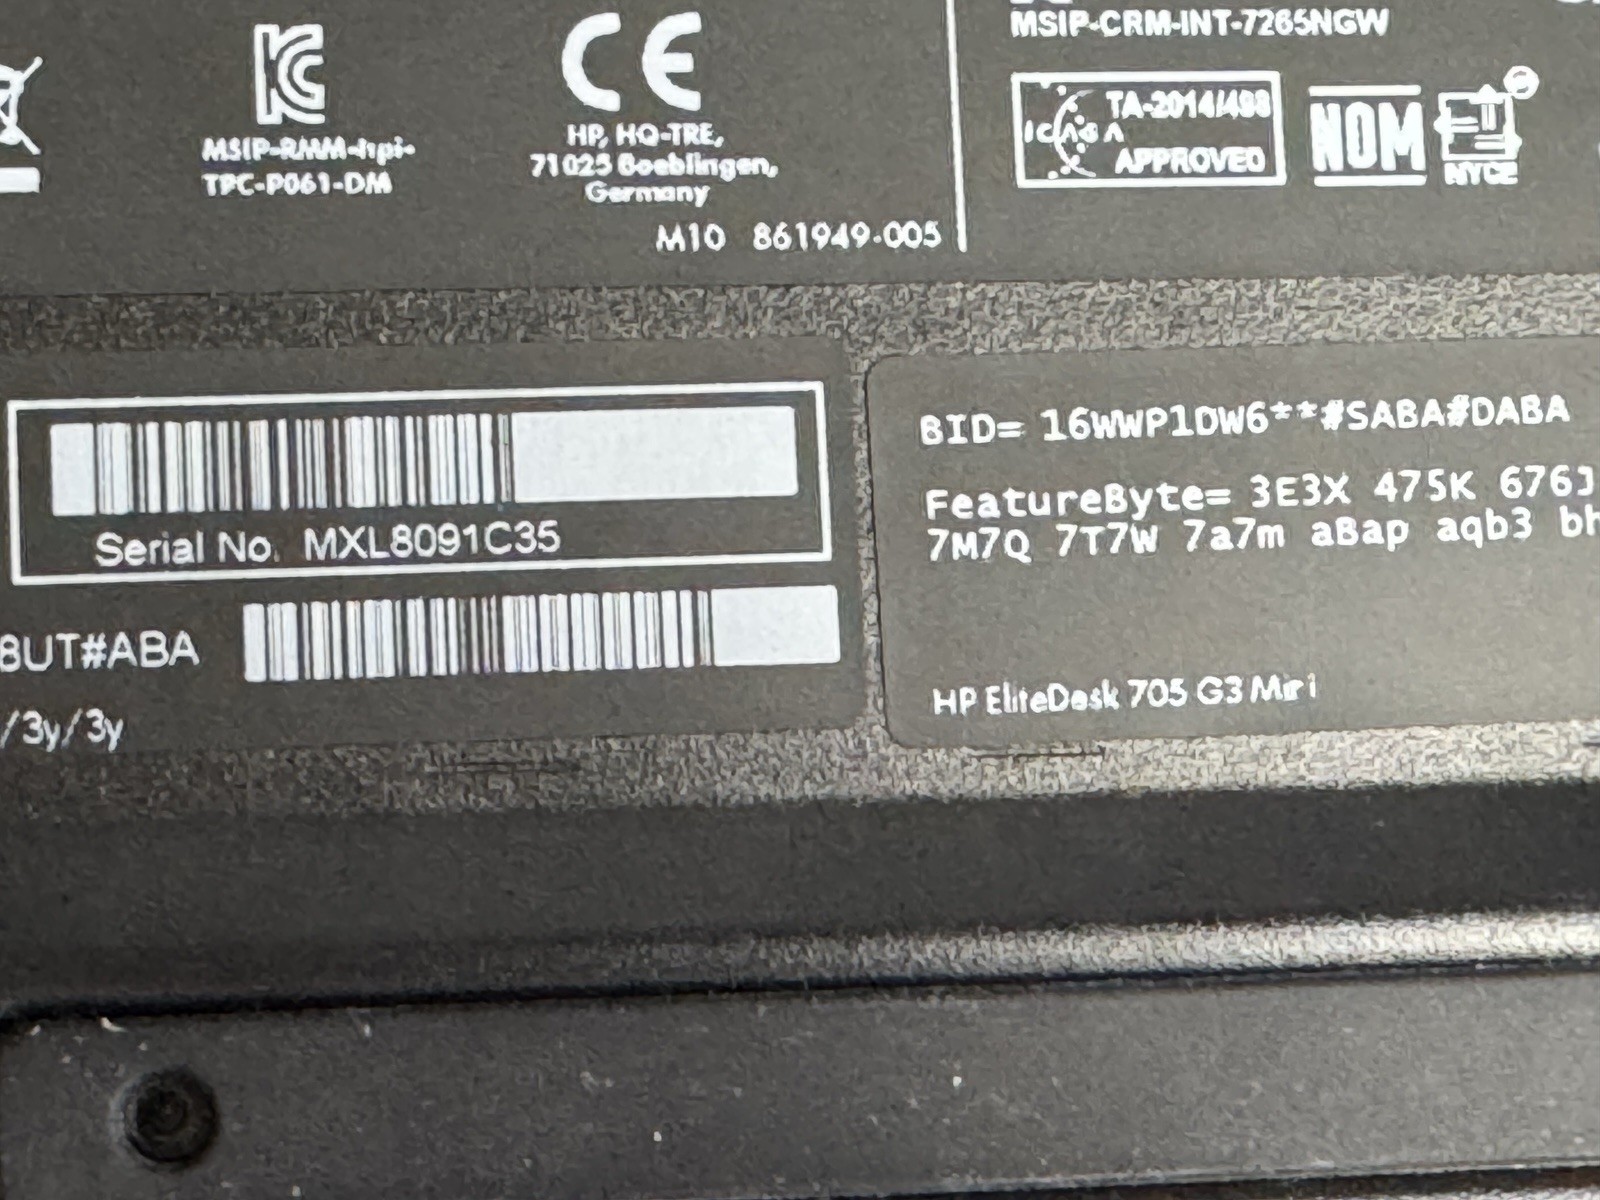 MSIP-CRM-INT-7265NGW
CE
TA-2014/488
ICASA
APPROVED
NOM
NYCE
MSIP-RMM-hpi-
TPC-P061-DM
HP, HQ-TRE,
71025 Boeblingen,
Germany
M10 861949-005
Serial No. MXL8091C35
8UT#ABA
/3y/3y
BID= 16WWP1DW6**#SABA#DABA
FeatureByte= 3E3X 475K 676J
7M7Q 7T7W 7a7m aBap aqb3 bh
HP EliteDesk 705 G3 Mini